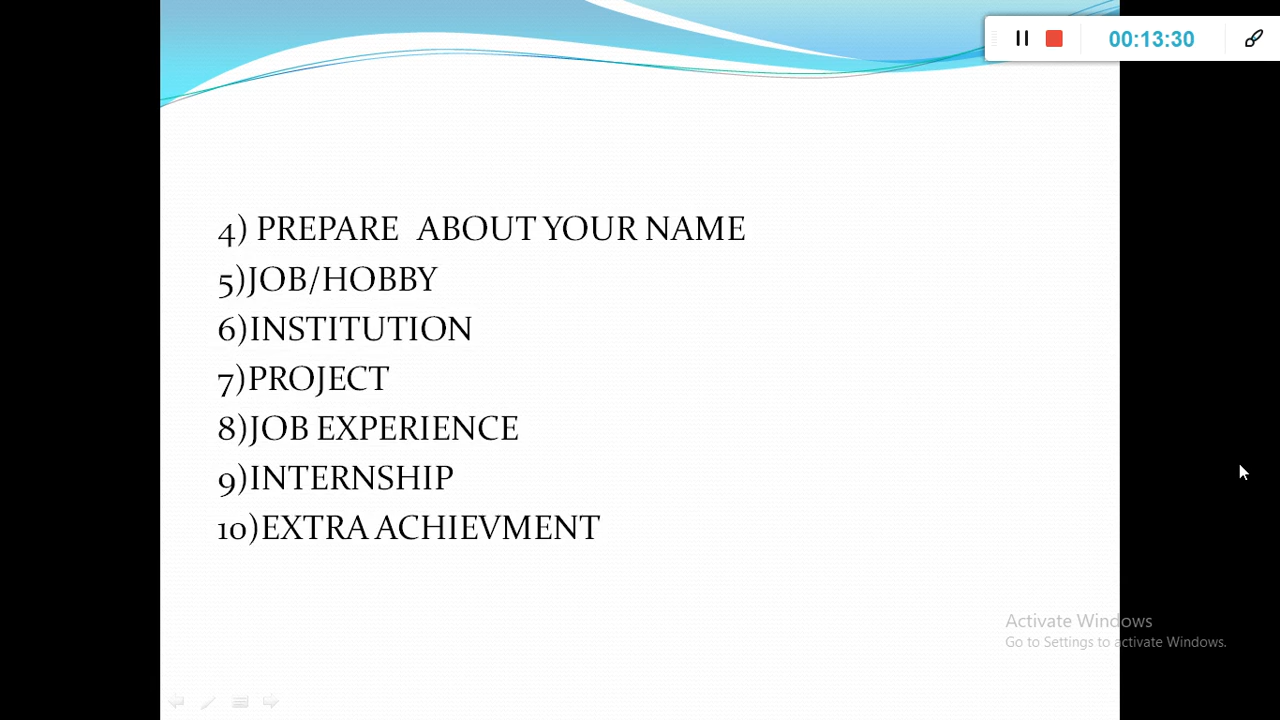 00:13:30
4) PREPARE ABOUT YOUR NAME
5)JOB/HOBBY
6)INSTITUTION
7)PROJECT
8)JOB EXPERIENCE
9)INTERNSHIP
10)EXTRA ACHIEVMENT
Activate Windows
Go to Settings to activate Windows.